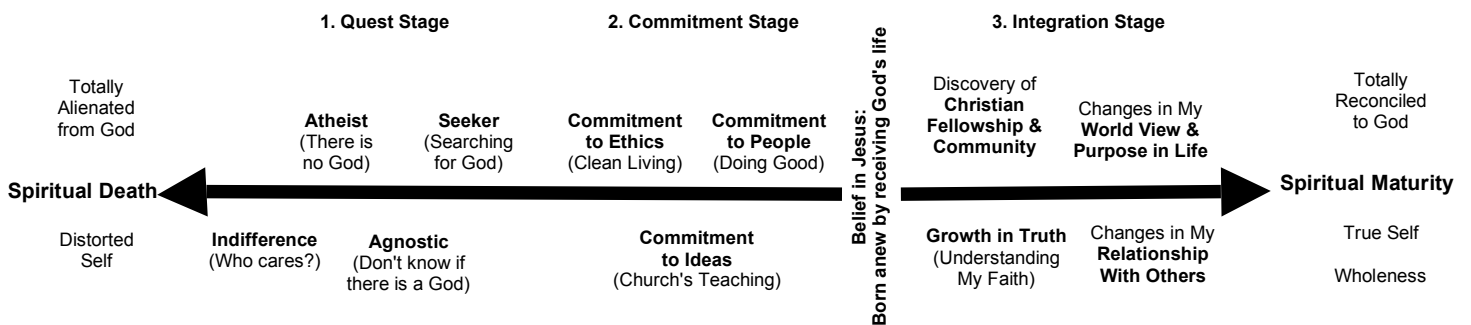 1. Quest Stage
2. Commitment Stage
3. Integration Stage
Totally
Alienated
from God
Atheist
(There is
no God)
Seeker
(Searching
for God)
Commitment
to Ethics
(Clean Living)
Commitment
to People
(Doing Good)
Belief in Jesus:
Born anew by receiving God's life
Discovery of
Christian
Fellowship &
Community
Changes in My
World View &
Purpose in Life
Totally
Reconciled
to God
Spiritual Death
Spiritual Maturity
Distorted
Self
Indifference
(Who cares?)
Agnostic
(Don't know if
there is a God)
Commitment
to Ideas
(Church's Teaching)
Growth in Truth
(Understanding
My Faith)
Changes in My
Relationship
With Others
True Self
Wholeness